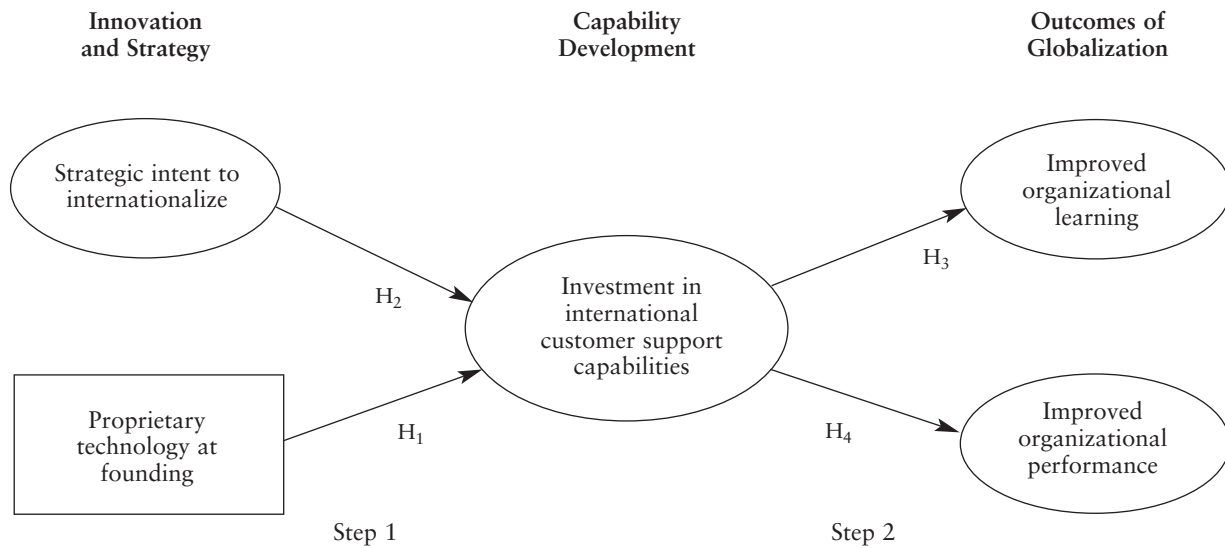 Innovation
and Strategy
Capability
Development
Outcomes of
Globalization
Strategic intent to
internationalize
Improved
organizational
learning
H₂
H₃
Investment in
international
customer support
capabilities
Proprietary
technology at
founding
H₁
H₄
Improved
organizational
performance
Step 1
Step 2